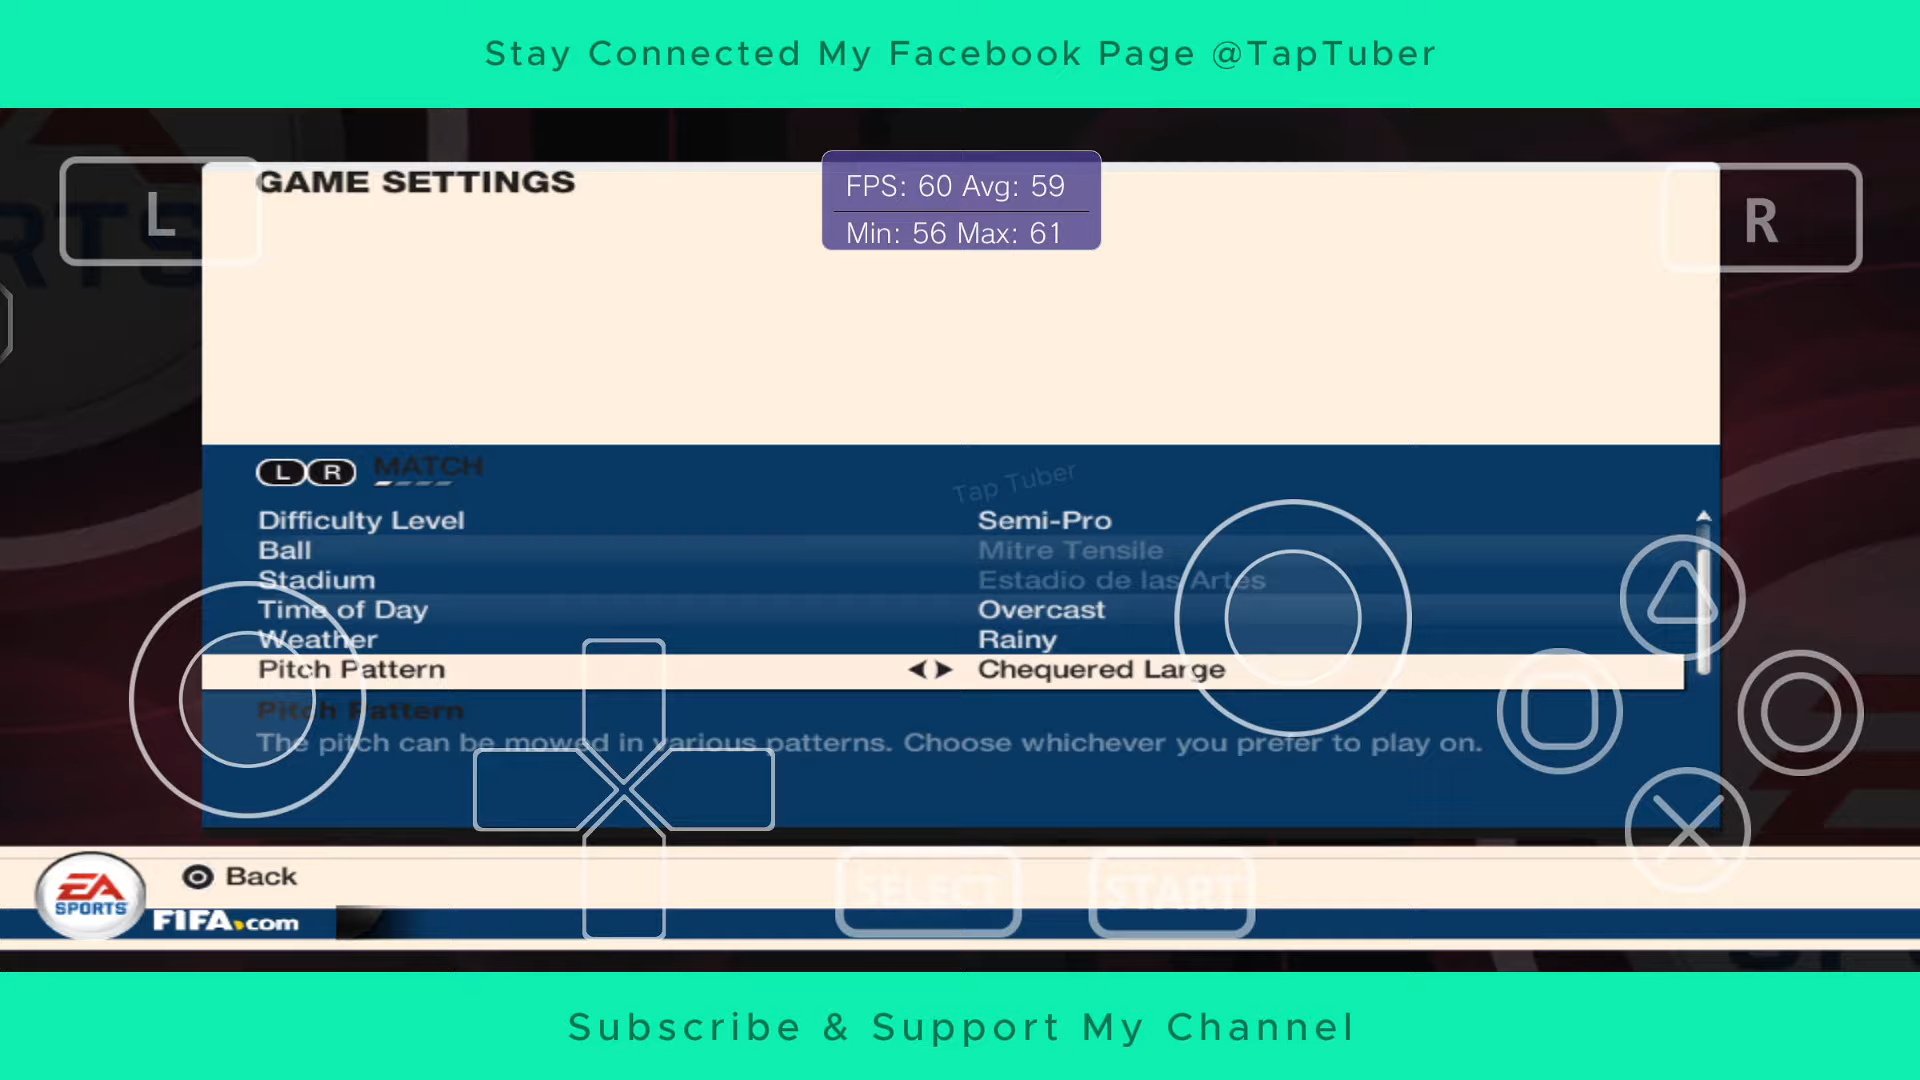 Stay Connected My Facebook Page @TapTuber
L
GAME SETTINGS
FPS: 60 Avg: 59
Min: 56 Max: 61
R
L R MATCH
Tap Tuber
Difficulty Level Semi-Pro
Ball Mitre Tensile
Stadium Estadio de las Artes
Time of Day Overcast
Weather Rainy
Pitch Pattern Chequered Large
Pitch Pattern
The pitch can be mowed in various patterns. Choose whichever you prefer to play on.
Back
SELECT START
EA SPORTS
FIFA.com
Subscribe & Support My Channel